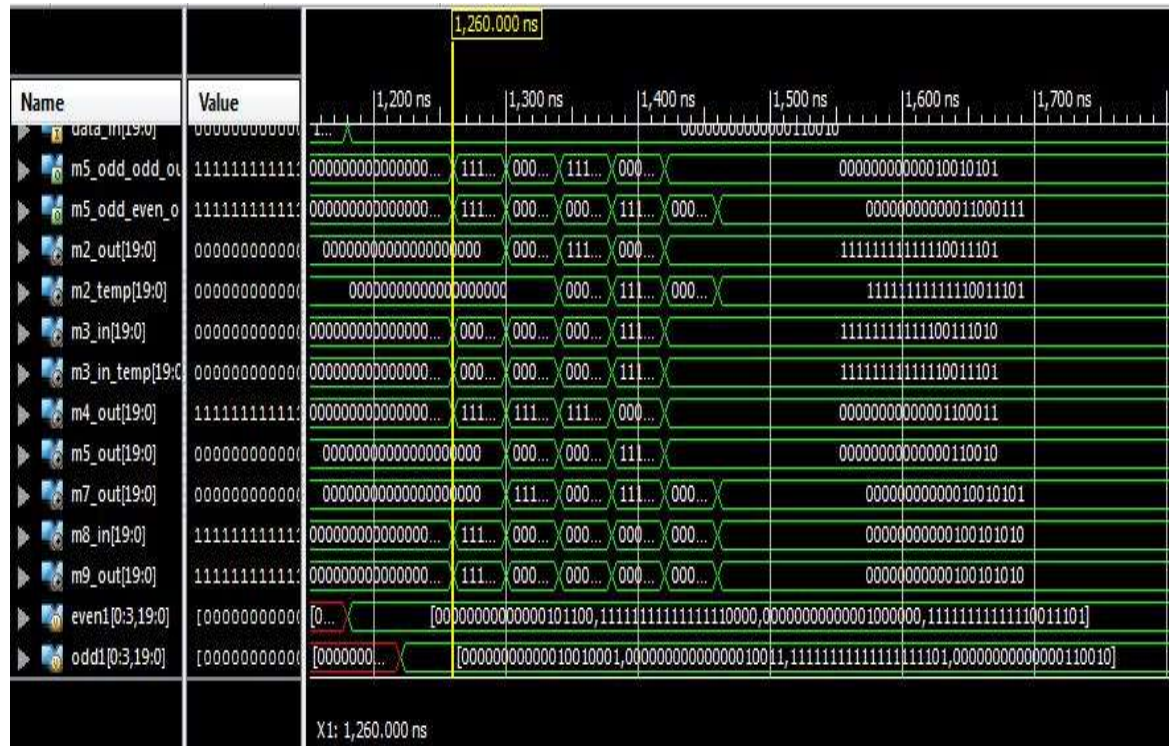 1,260.000 ns
Name Value 1,200 ns 1,300 ns 1,400 ns 1,500 ns 1,600 ns 1,700 ns
data_in[19:0] 000000000000 1... 00000000000000110010
m5_odd_odd_ou 111111111111 000000000000000... 111... 000... 111... 000... 00000000000010010101
m5_odd_even_o 111111111111 000000000000000... 111... 000... 000... 111... 000... 00000000000011000111
m2_out[19:0] 000000000000 00000000000000000000 000... 111... 000... 11111111111110011101
m2_temp[19:0] 000000000000 00000000000000000000 000... 111... 000... 11111111111110011101
m3_in[19:0] 000000000000 000000000000000... 000... 000... 000... 111... 11111111111100111010
m3_in_temp[19:0 000000000000 000000000000000... 000... 000... 000... 111... 11111111111110011101
m4_out[19:0] 111111111111 000000000000000... 111... 111... 111... 000... 00000000000001100011
m5_out[19:0] 000000000000 00000000000000000000 000... 000... 111... 00000000000000110010
m7_out[19:0] 000000000000 00000000000000000000 111... 000... 111... 000... 00000000000010010101
m8_in[19:0] 111111111111 000000000000000... 111... 000... 000... 000... 000... 00000000000100101010
m9_out[19:0] 111111111111 000000000000000... 111... 000... 000... 000... 000... 00000000000100101010
even1[0:3,19:0] [00000000000 [0... [00000000000000101100,11111111111111110000,00000000000001000000,11111111111110011101]
odd1[0:3,19:0] [00000000000 [0000000... [00000000000010010001,00000000000000010011,11111111111111111101,00000000000000110010]
X1: 1,260.000 ns